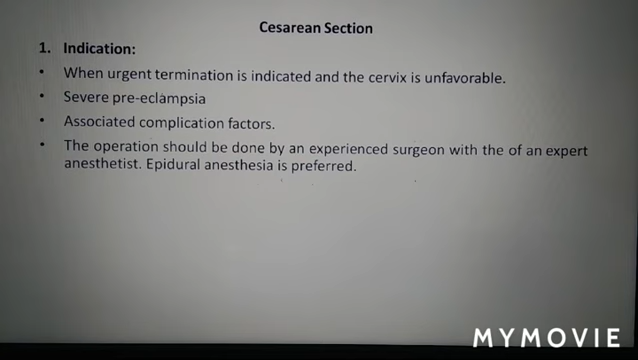 Cesarean Section
1. Indication:
• When urgent termination is indicated and the cervix is unfavorable.
• Severe pre-eclampsia
• Associated complication factors.
• The operation should be done by an experienced surgeon with the of an expert
anesthetist. Epidural anesthesia is preferred.
MYMOVIE